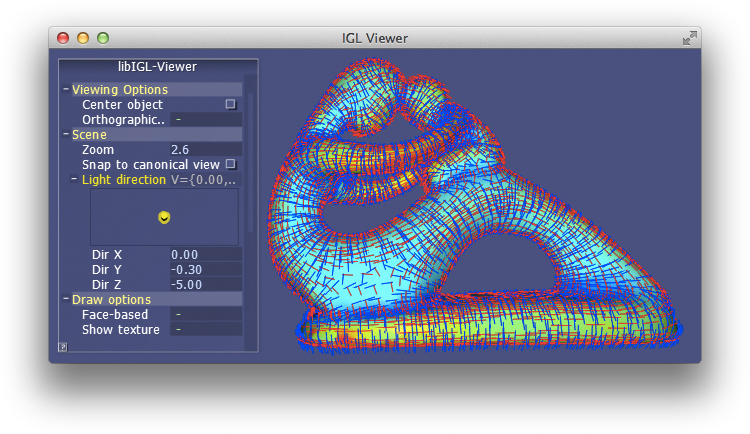 IGL Viewer
libIGL-Viewer
Viewing Options
Center object
Orthographic.. -
Scene
Zoom 2.6
Snap to canonical view
Light direction V={0.00,..
Dir X 0.00
Dir Y -0.30
Dir Z -5.00
Draw options
Face-based -
Show texture -
?